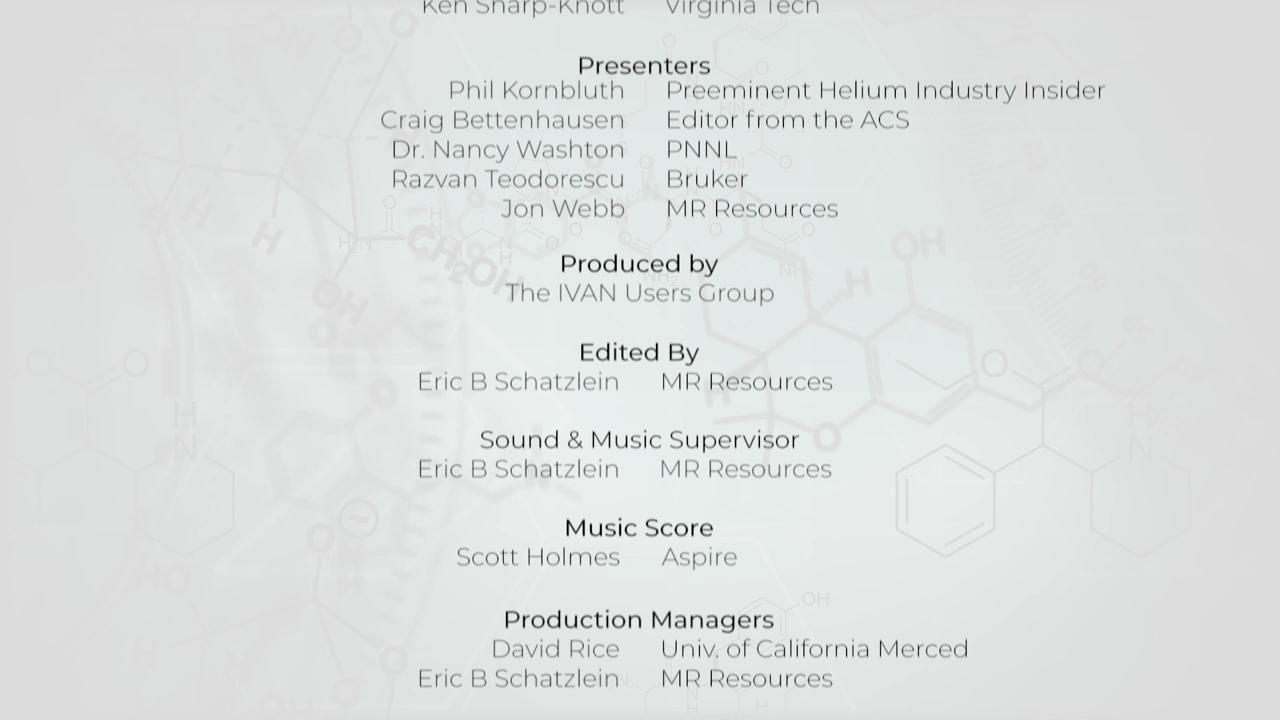 Ken Sharp-Knott Virginia Tech
Presenters
Phil Kornbluth Preeminent Helium Industry Insider
Craig Bettenhausen Editor from the ACS
Dr. Nancy Washton PNNL
Razvan Teodorescu Bruker
Jon Webb MR Resources
Produced by
The IVAN Users Group
Edited By
Eric B Schatzlein MR Resources
Sound & Music Supervisor
Eric B Schatzlein MR Resources
Music Score
Scott Holmes Aspire
Production Managers
David Rice Univ. of California Merced
Eric B Schatzlein MR Resources